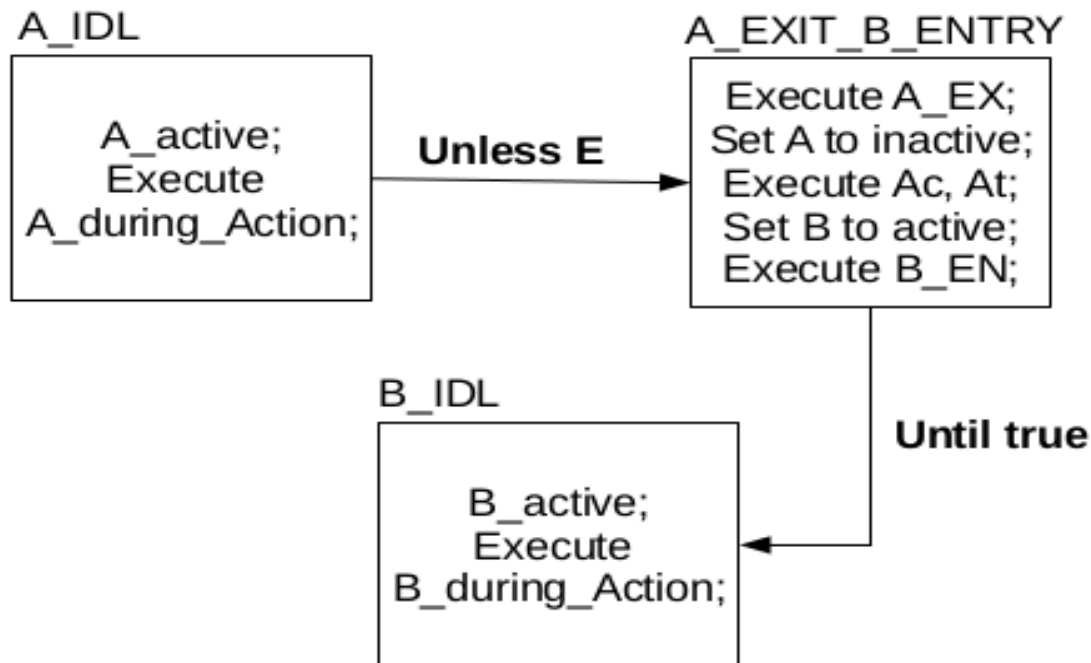 A_IDL
A_active;
Execute
A_during_Action;
Unless E
A_EXIT_B_ENTRY
Execute A_EX;
Set A to inactive;
Execute Ac, At;
Set B to active;
Execute B_EN;
Until true
B_IDL
B_active;
Execute
B_during_Action;